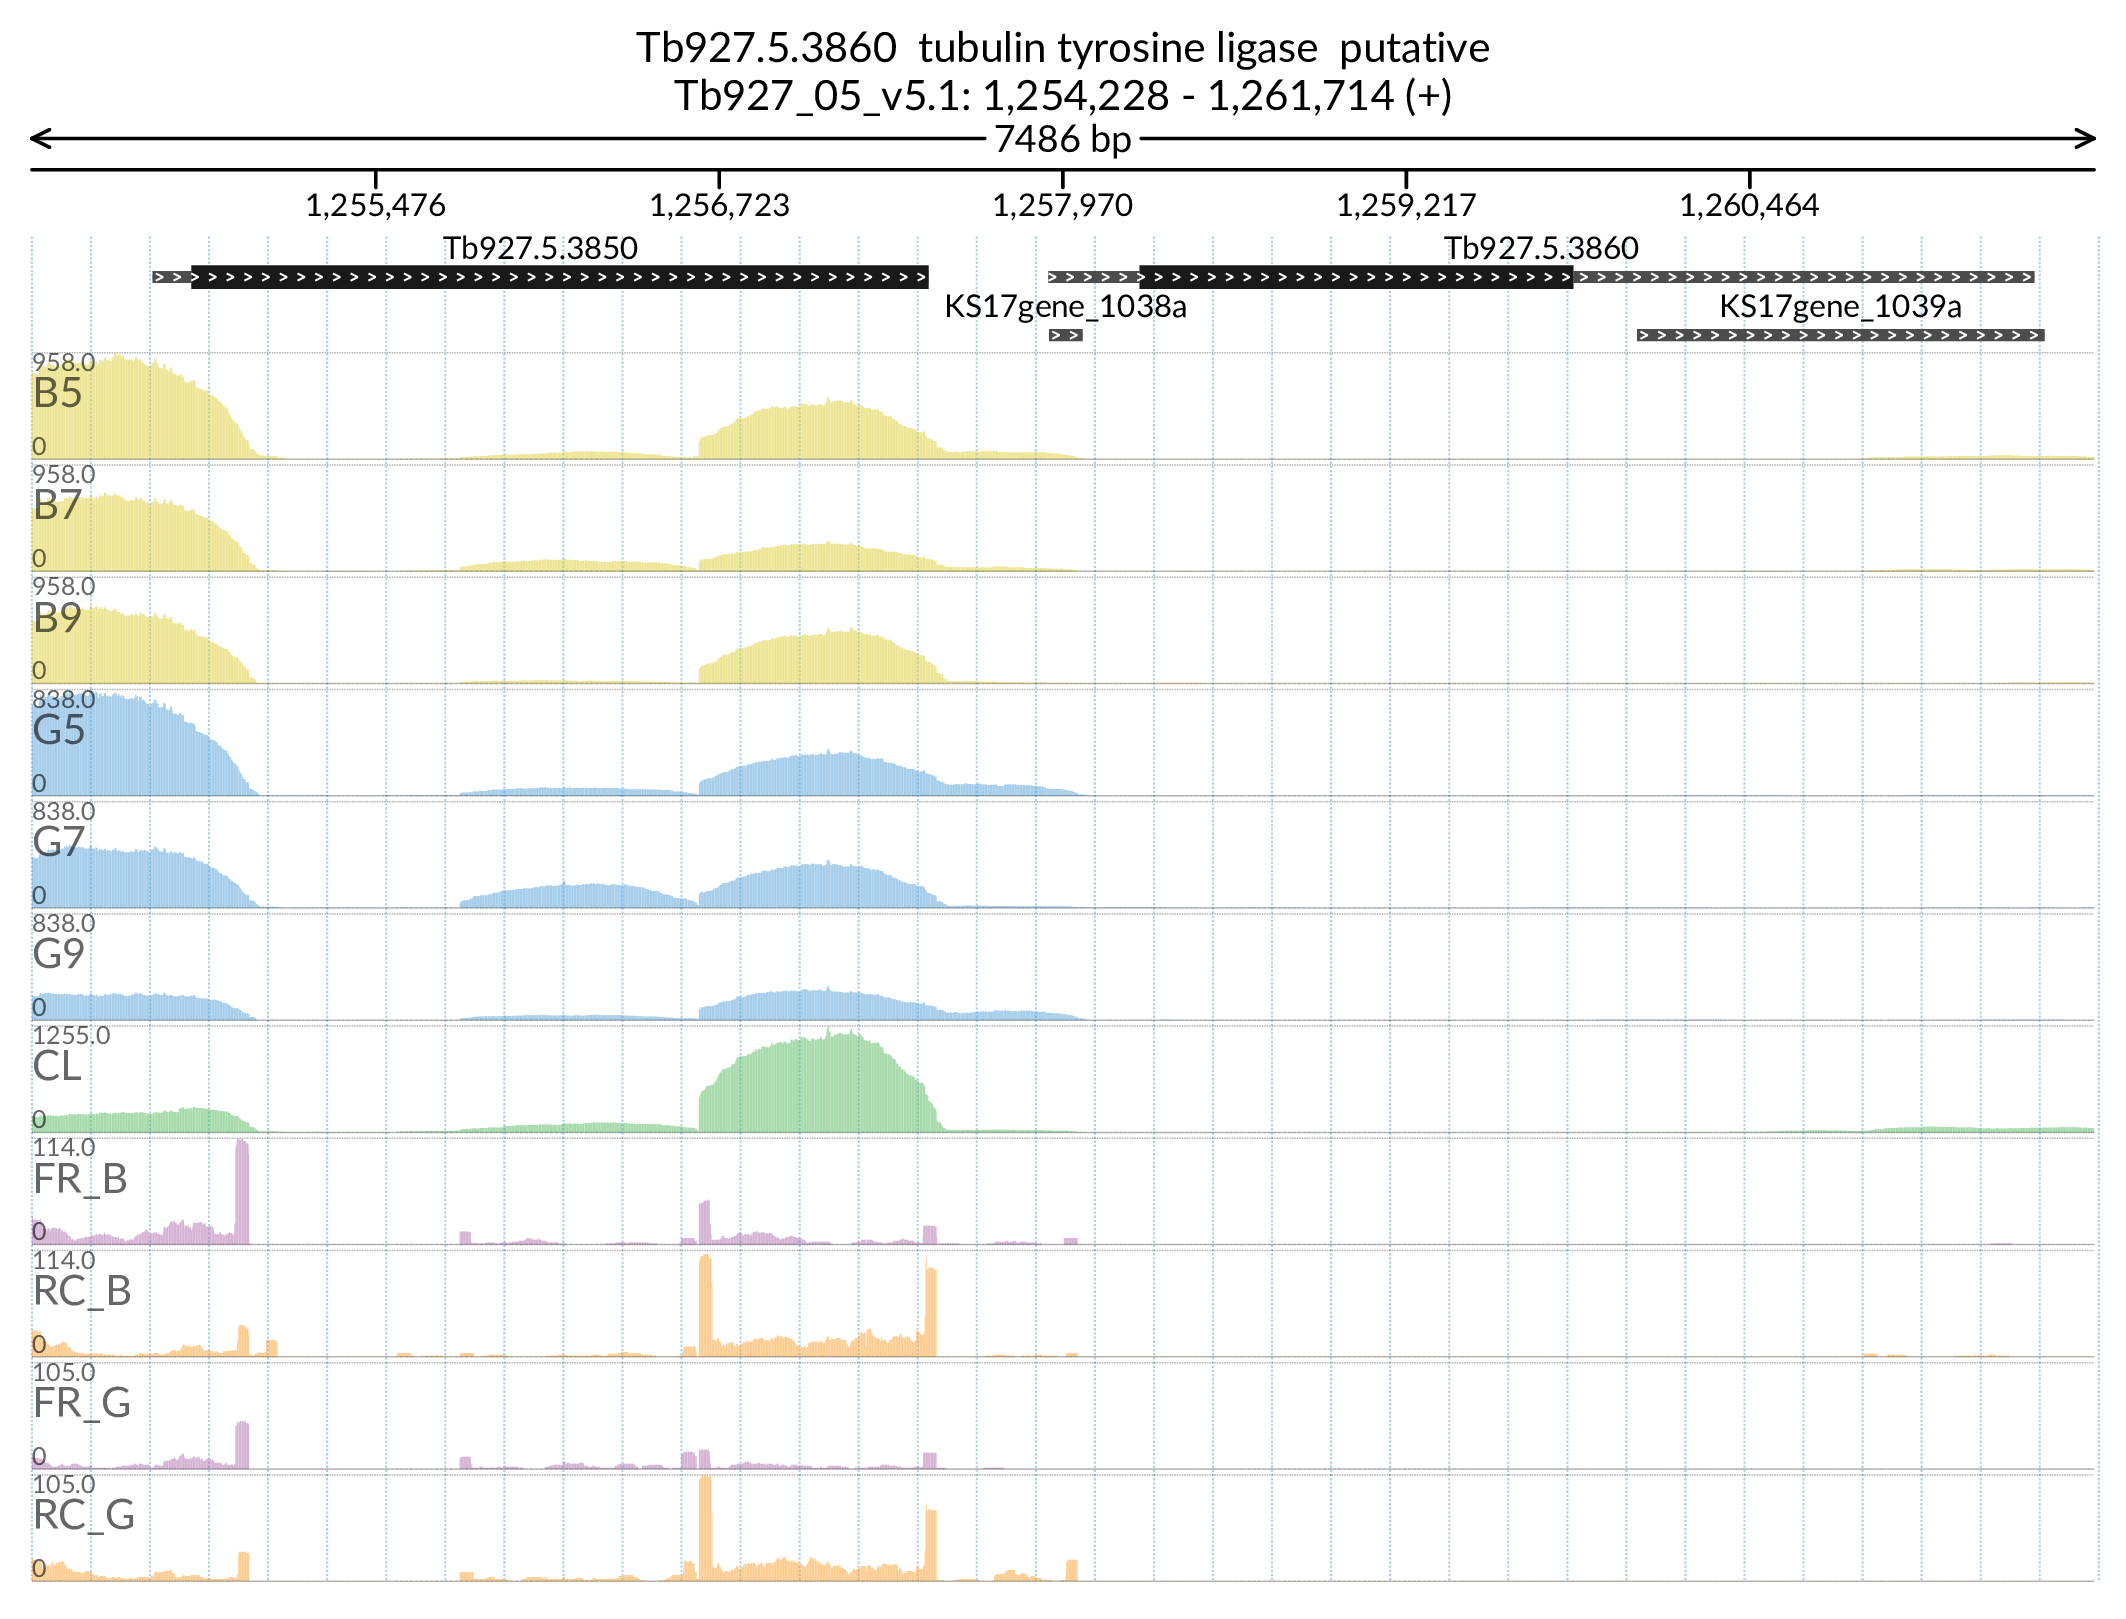 Tb927.5.3860  tubulin tyrosine ligase  putative
Tb927_05_v5.1: 1,254,228 - 1,261,714 (+)
7486 bp
1,255,476 1,256,723 1,257,970 1,259,217 1,260,464
Tb927.5.3850 Tb927.5.3860
KS17gene_1038a KS17gene_1039a
958.0
B5
0
958.0
B7
0
958.0
B9
0
838.0
G5
0
838.0
G7
0
838.0
G9
0
1255.0
CL
0
114.0
FR_B
0
114.0
RC_B
0
105.0
FR_G
0
105.0
RC_G
0